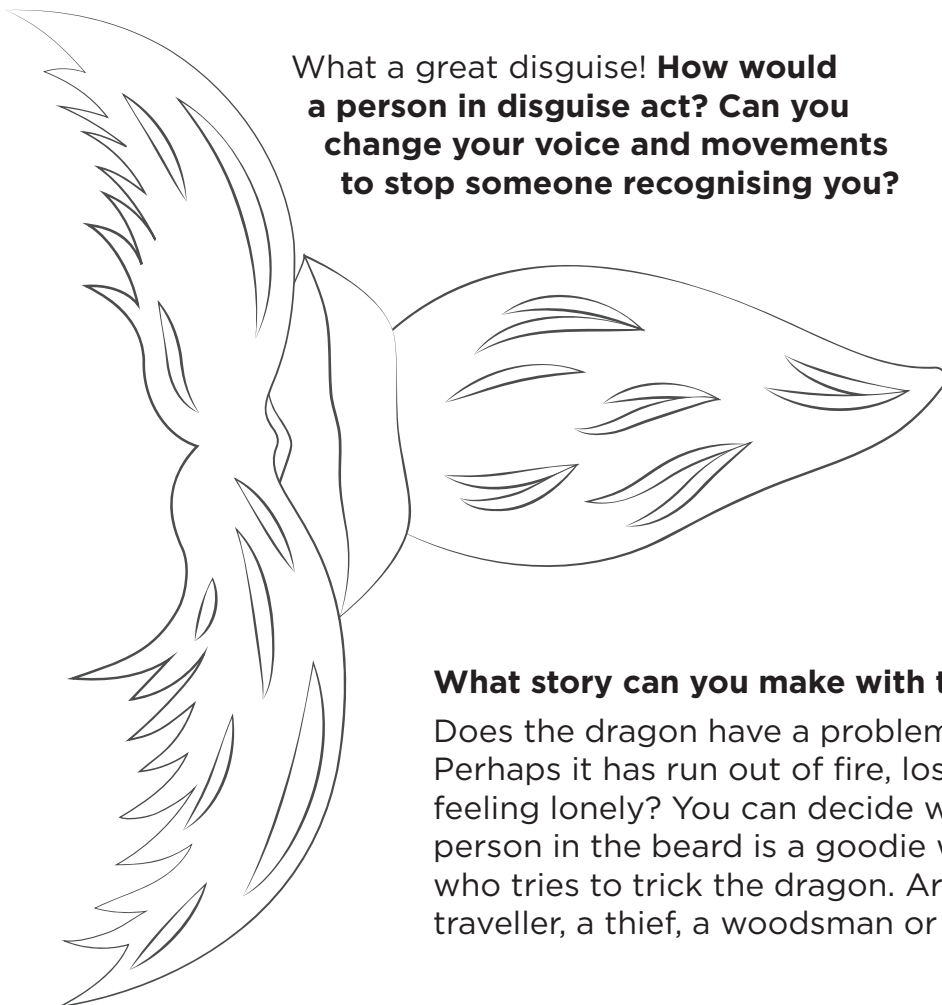 What a great disguise! How would
a person in disguise act? Can you
change your voice and movements
to stop someone recognising you?
What story can you make with
Does the dragon have a problem
Perhaps it has run out of fire, los
feeling lonely? You can decide
person in the beard is a goodie
who tries to trick the dragon. Ar
traveller, a thief, a woodsman or